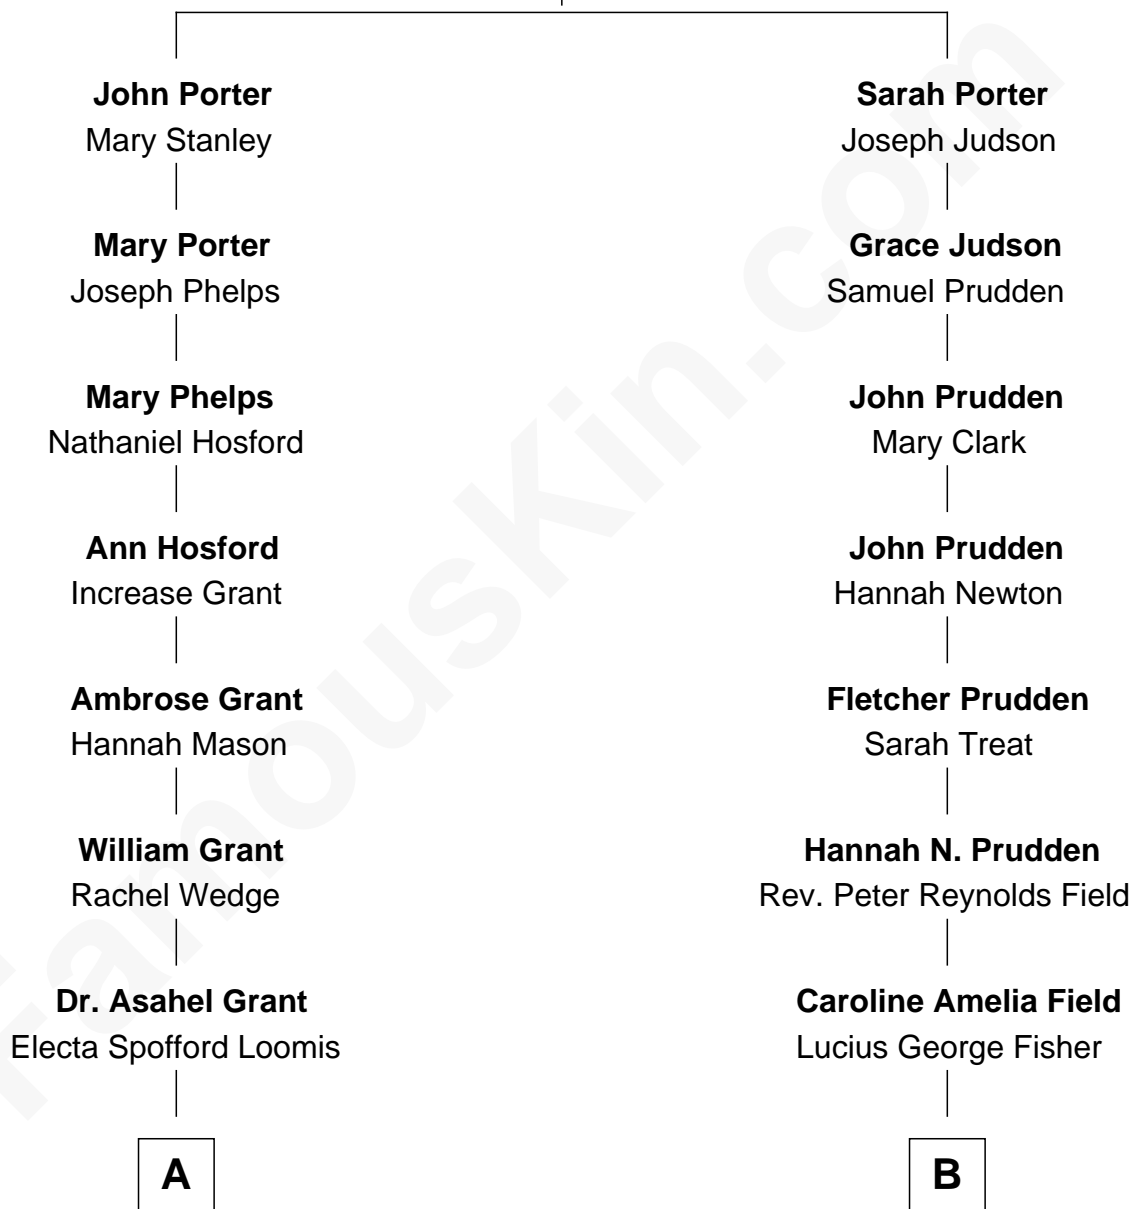 John Porter
Mary Stanley
Mary Porter
Joseph Phelps
Mary Phelps
Nathaniel Hosford
Ann Hosford
Increase Grant
Ambrose Grant
Hannah Mason
William Grant
Rachel Wedge
Dr. Asahel Grant
Electa Spofford Loomis
A
Sarah Porter
Joseph Judson
Grace Judson
Samuel Prudden
John Prudden
Mary Clark
John Prudden
Hannah Newton
Fletcher Prudden
Sarah Treat
Hannah N. Prudden
Rev. Peter Reynolds Field
Caroline Amelia Field
Lucius George Fisher
B
FamousKin.com